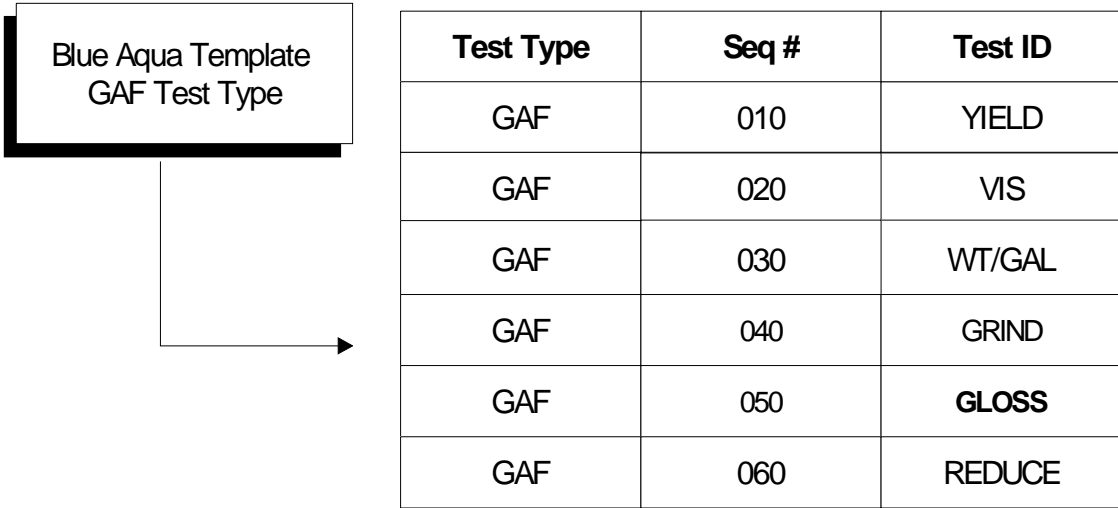 Blue Aqua Template
GAF Test Type
Test Type Seq # Test ID
GAF 010 YIELD
GAF 020 VIS
GAF 030 WT/GAL
GAF 040 GRIND
GAF 050 GLOSS
GAF 060 REDUCE